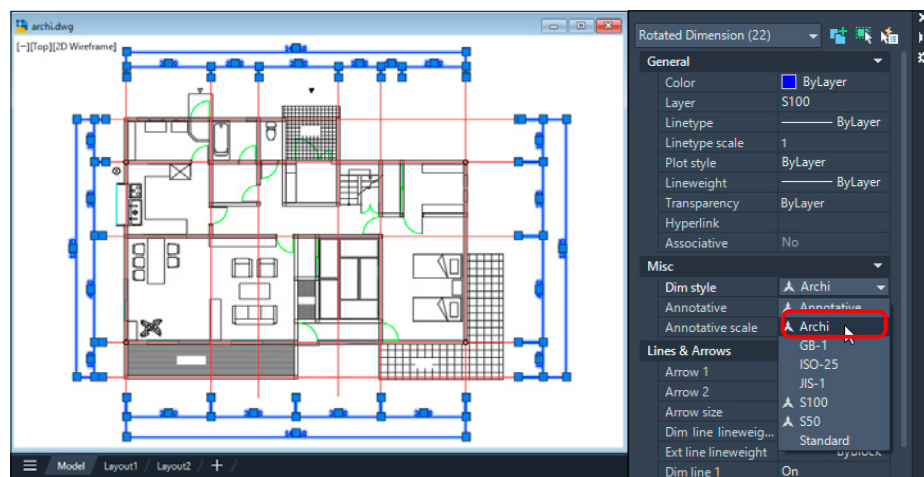 archi.dwg
[−][Top][2D Wireframe]
Model Layout1 Layout2 +
Rotated Dimension (22)
General
Color ByLayer
Layer S100
Linetype ByLayer
Linetype scale 1
Plot style ByLayer
Lineweight ByLayer
Transparency ByLayer
Hyperlink
Associative No
Misc
Dim style Archi
Annotative Annotative
Annotative scale Archi
GB-1
Lines & Arrows
ISO-25
Arrow 1
JIS-1
Arrow 2
S100
Arrow size
S50
Dim line lineweig...
Standard
Ext line lineweight ByBlock
Dim line 1 On